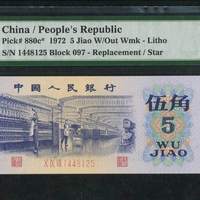 China / People's Republic
Pick# 880c* 1972 5 Jiao W/Out Wmk - Litho
S/N 1448125 Block 097 - Replacement / Star
中国人民银行
伍角
5
WU
JIAO
1448125